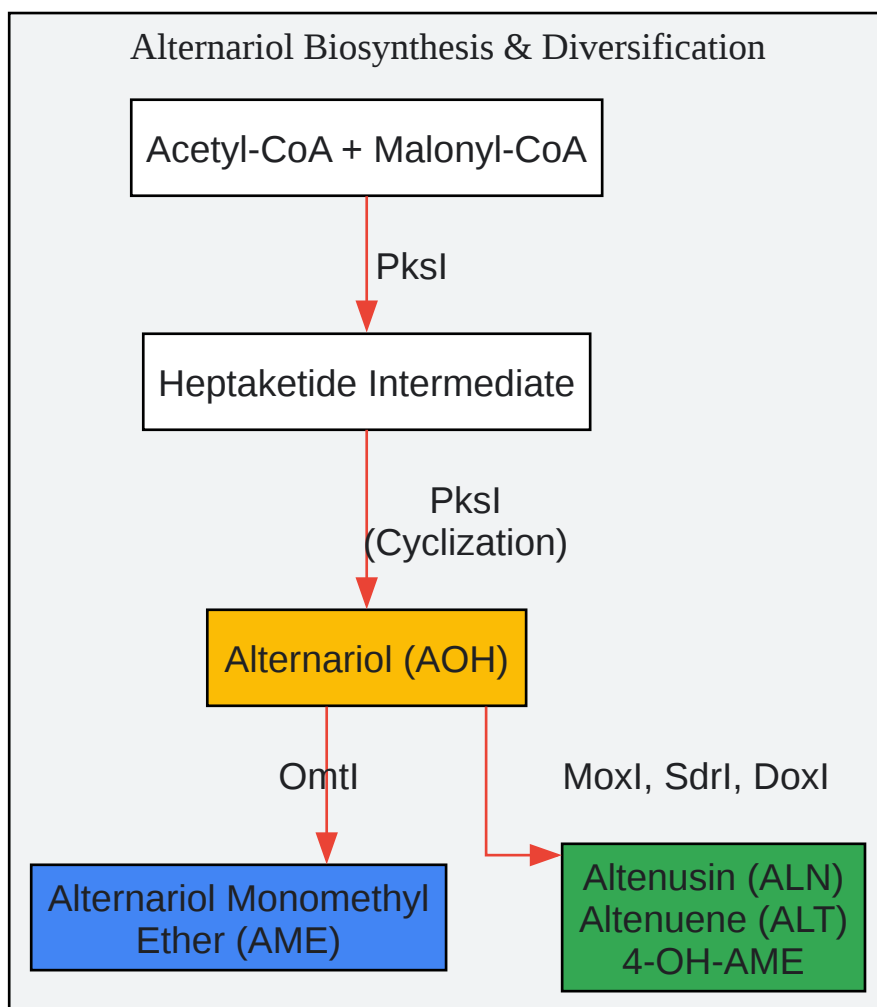 Alternariol Biosynthesis & Diversification
Acetyl-CoA + Malonyl-CoA
PksI
Heptaketide Intermediate
PksI
(Cyclization)
Alternariol (AOH)
OmtI
MoxI, SdrI, DoxI
Alternariol Monomethyl
Ether (AME)
Altenusin (ALN)
Altenuene (ALT)
4-OH-AME